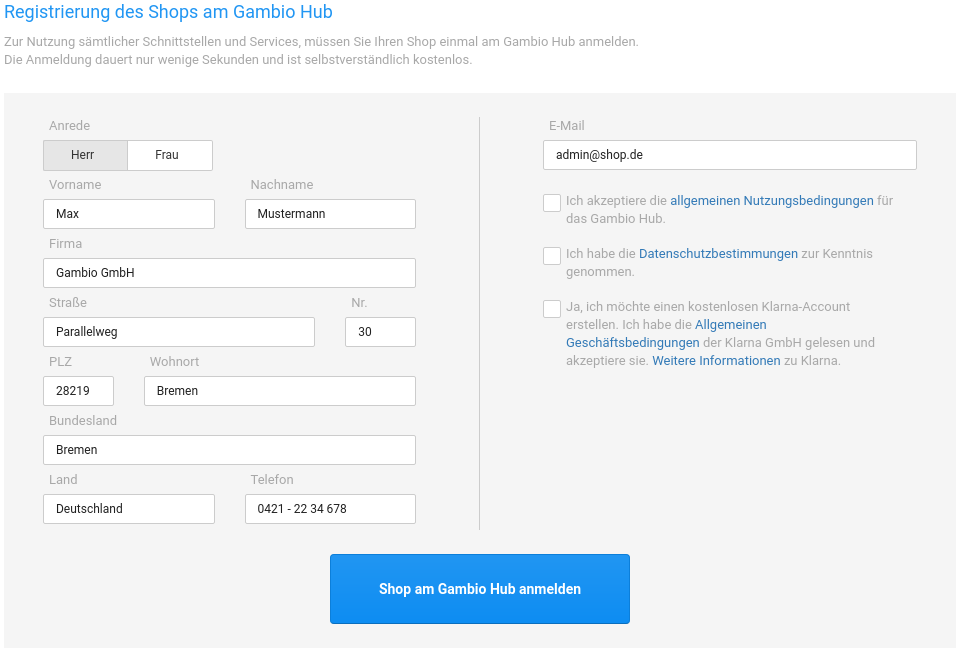 Registrierung des Shops am Gambio Hub
Zur Nutzung sämtlicher Schnittstellen und Services, müssen Sie Ihren Shop einmal am Gambio Hub anmelden.
Die Anmeldung dauert nur wenige Sekunden und ist selbstverständlich kostenlos.
Anrede
Herr Frau
Vorname Nachname
Max Mustermann
Firma
Gambio GmbH
Straße Nr.
Parallelweg 30
PLZ Wohnort
28219 Bremen
Bundesland
Bremen
Land Telefon
Deutschland 0421 - 22 34 678
E-Mail
admin@shop.de
Ich akzeptiere die allgemeinen Nutzungsbedingungen für
das Gambio Hub.
Ich habe die Datenschutzbestimmungen zur Kenntnis
genommen.
Ja, ich möchte einen kostenlosen Klarna-Account
erstellen. Ich habe die Allgemeinen
Geschäftsbedingungen der Klarna GmbH gelesen und
akzeptiere sie. Weitere Informationen zu Klarna.
Shop am Gambio Hub anmelden